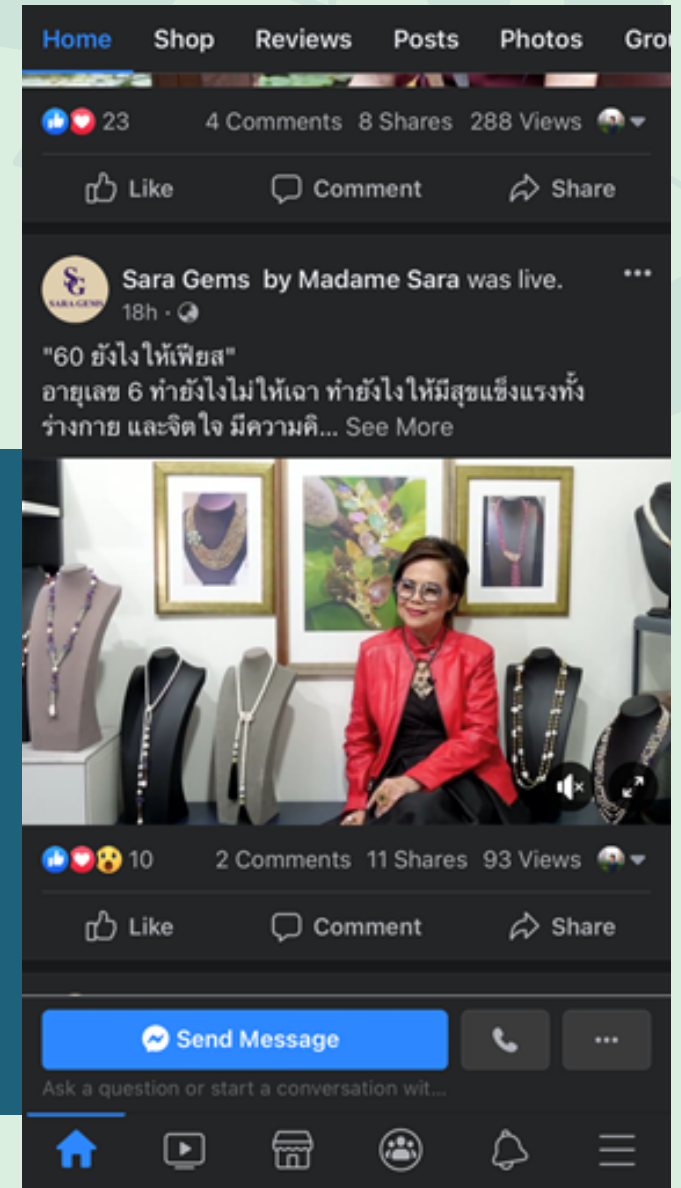 Home Shop Reviews Posts Photos
23 4 Comments 8 Shares 288 Views
Like Comment Share
SG
SARA GEMS
Sara Gems by Madame Sara was live.
18h
"60 ยังไงให้เฟียส"
อายุเลข 6 ทำยังไงไม่ให้เฉา ทำยังไงให้มีสุขแข็งแรงทั้ง
ร่างกาย และจิตใจ มีความคิ... See More
10 2 Comments 11 Shares 93 Views
Like Comment Share
Send Message
Ask a question or start a conversation wit...